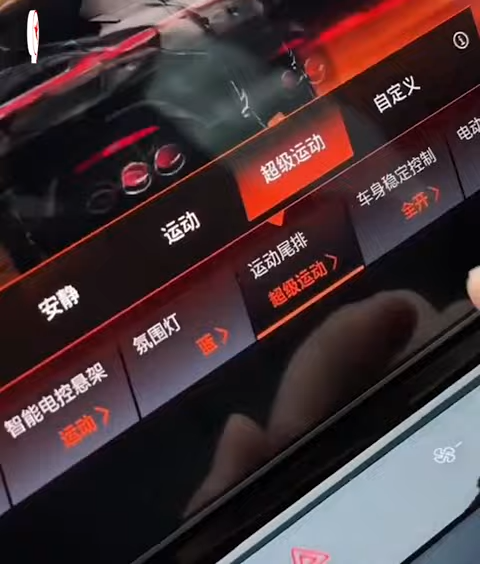 安静
运动
超级运动
自定义
智能电控悬架
运动
氛围灯
蓝
运动尾排
超级运动
车身稳定控制
全开
电动